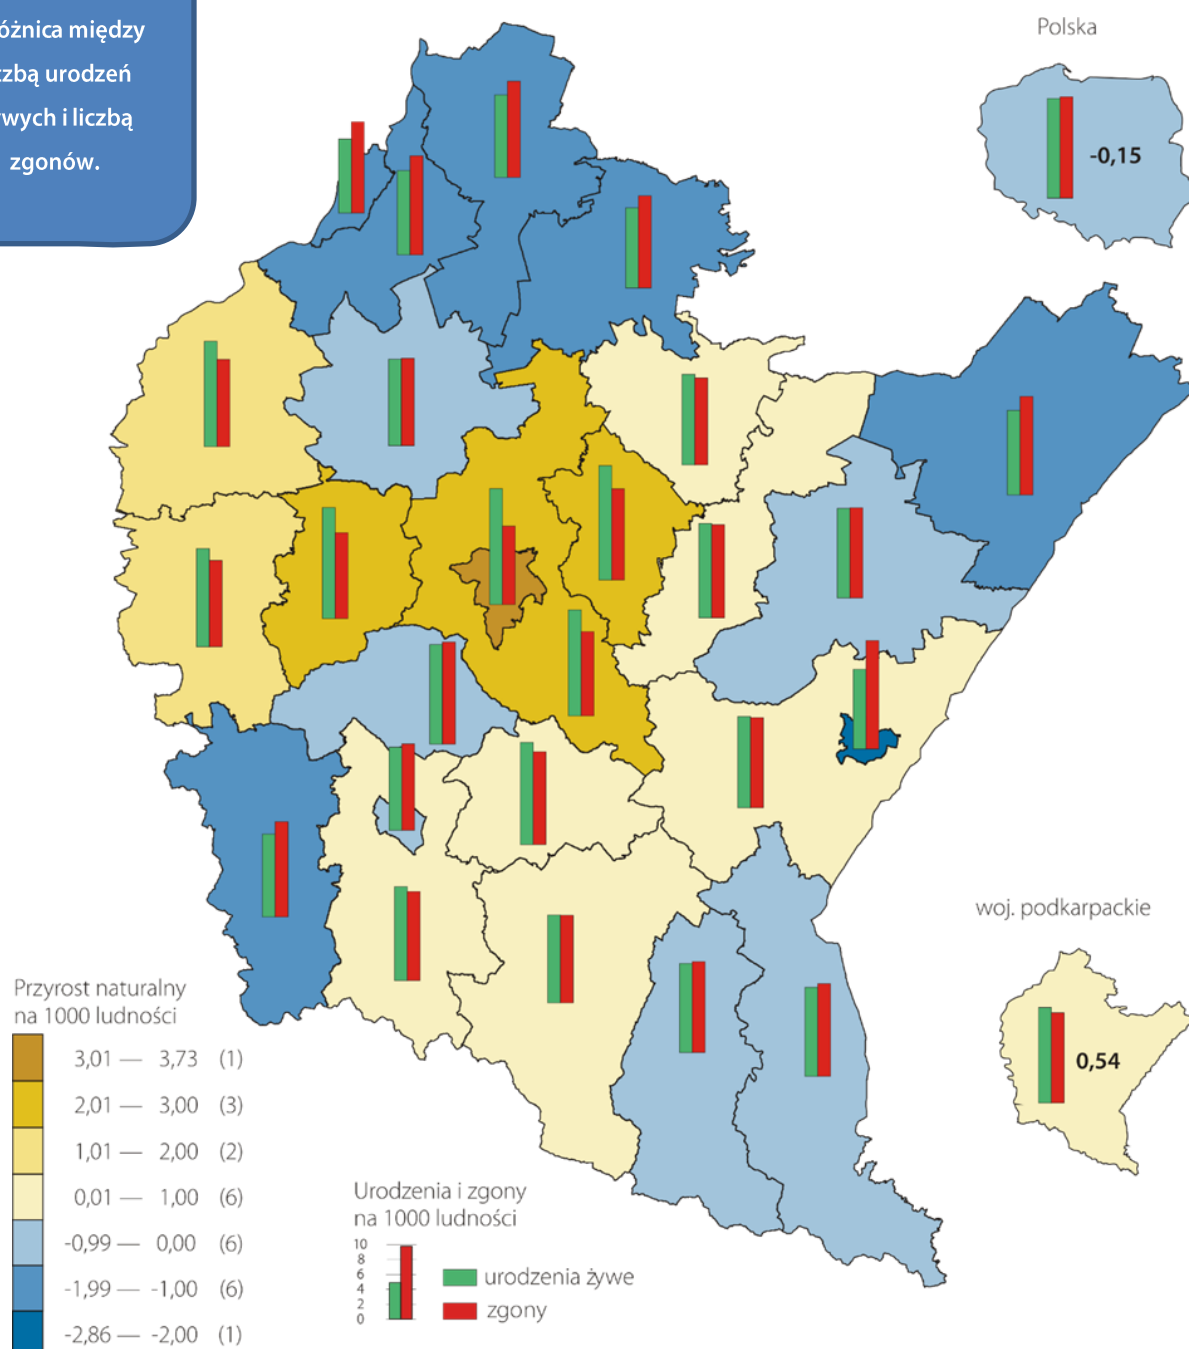 różnica między
czbą urodzeń
wych i liczbą
zgonów.
Polska
-0,15
woj. podkarpackie
0,54
Przyrost naturalny
na 1000 ludności
3,01 — 3,73 (1)
2,01 — 3,00 (3)
1,01 — 2,00 (2)
0,01 — 1,00 (6)
-0,99 — 0,00 (6)
-1,99 — -1,00 (6)
-2,86 — -2,00 (1)
Urodzenia i zgony
na 1000 ludności
10
8
6
4
2
0
urodzenia żywe
zgony